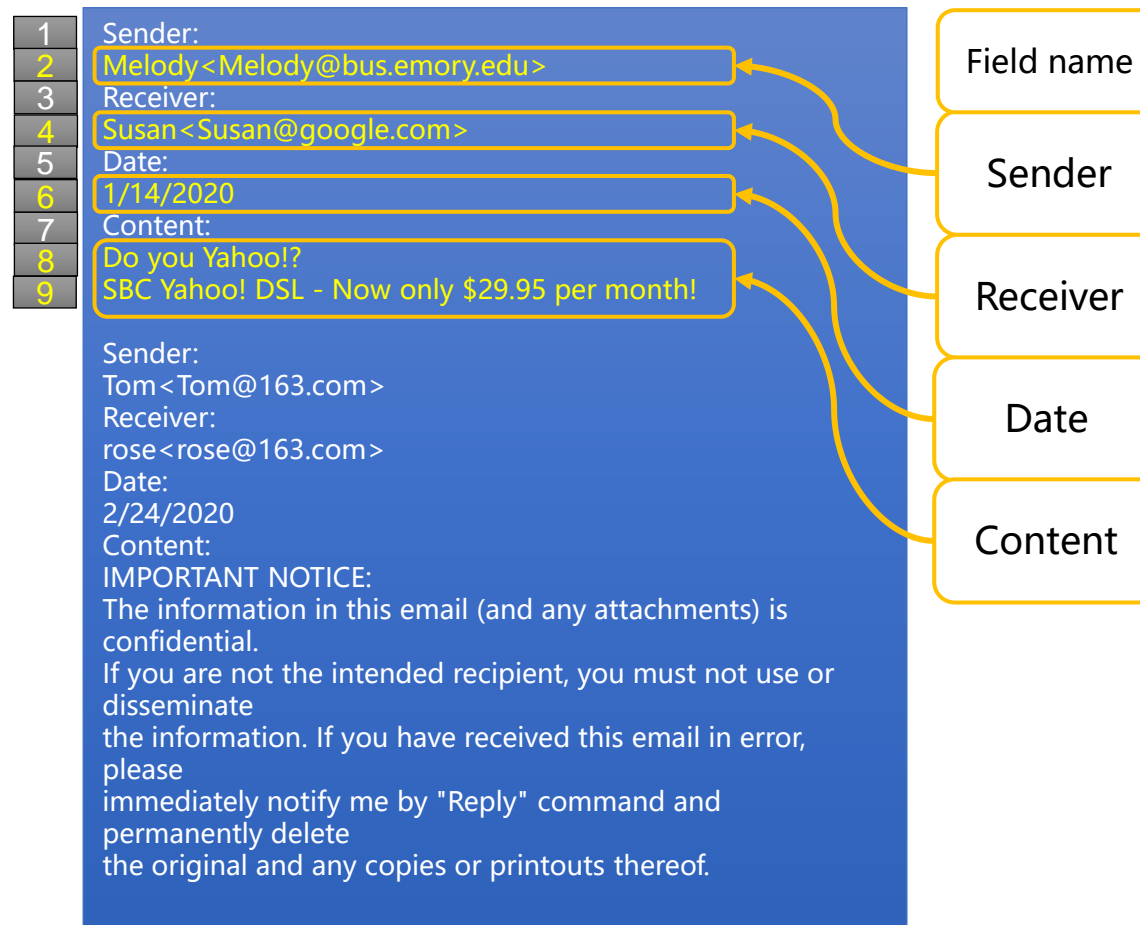 1 Sender:
2 Melody<Melody@bus.emory.edu>
3 Receiver:
4 Susan<Susan@google.com>
5 Date:
6 1/14/2020
7 Content:
8 Do you Yahoo!?
9 SBC Yahoo! DSL - Now only $29.95 per month!
Sender:
Tom<Tom@163.com>
Receiver:
rose<rose@163.com>
Date:
2/24/2020
Content:
IMPORTANT NOTICE:
The information in this email (and any attachments) is
confidential.
If you are not the intended recipient, you must not use or
disseminate
the information. If you have received this email in error,
please
immediately notify me by "Reply" command and
permanently delete
the original and any copies or printouts thereof.
Field name
Sender
Receiver
Date
Content